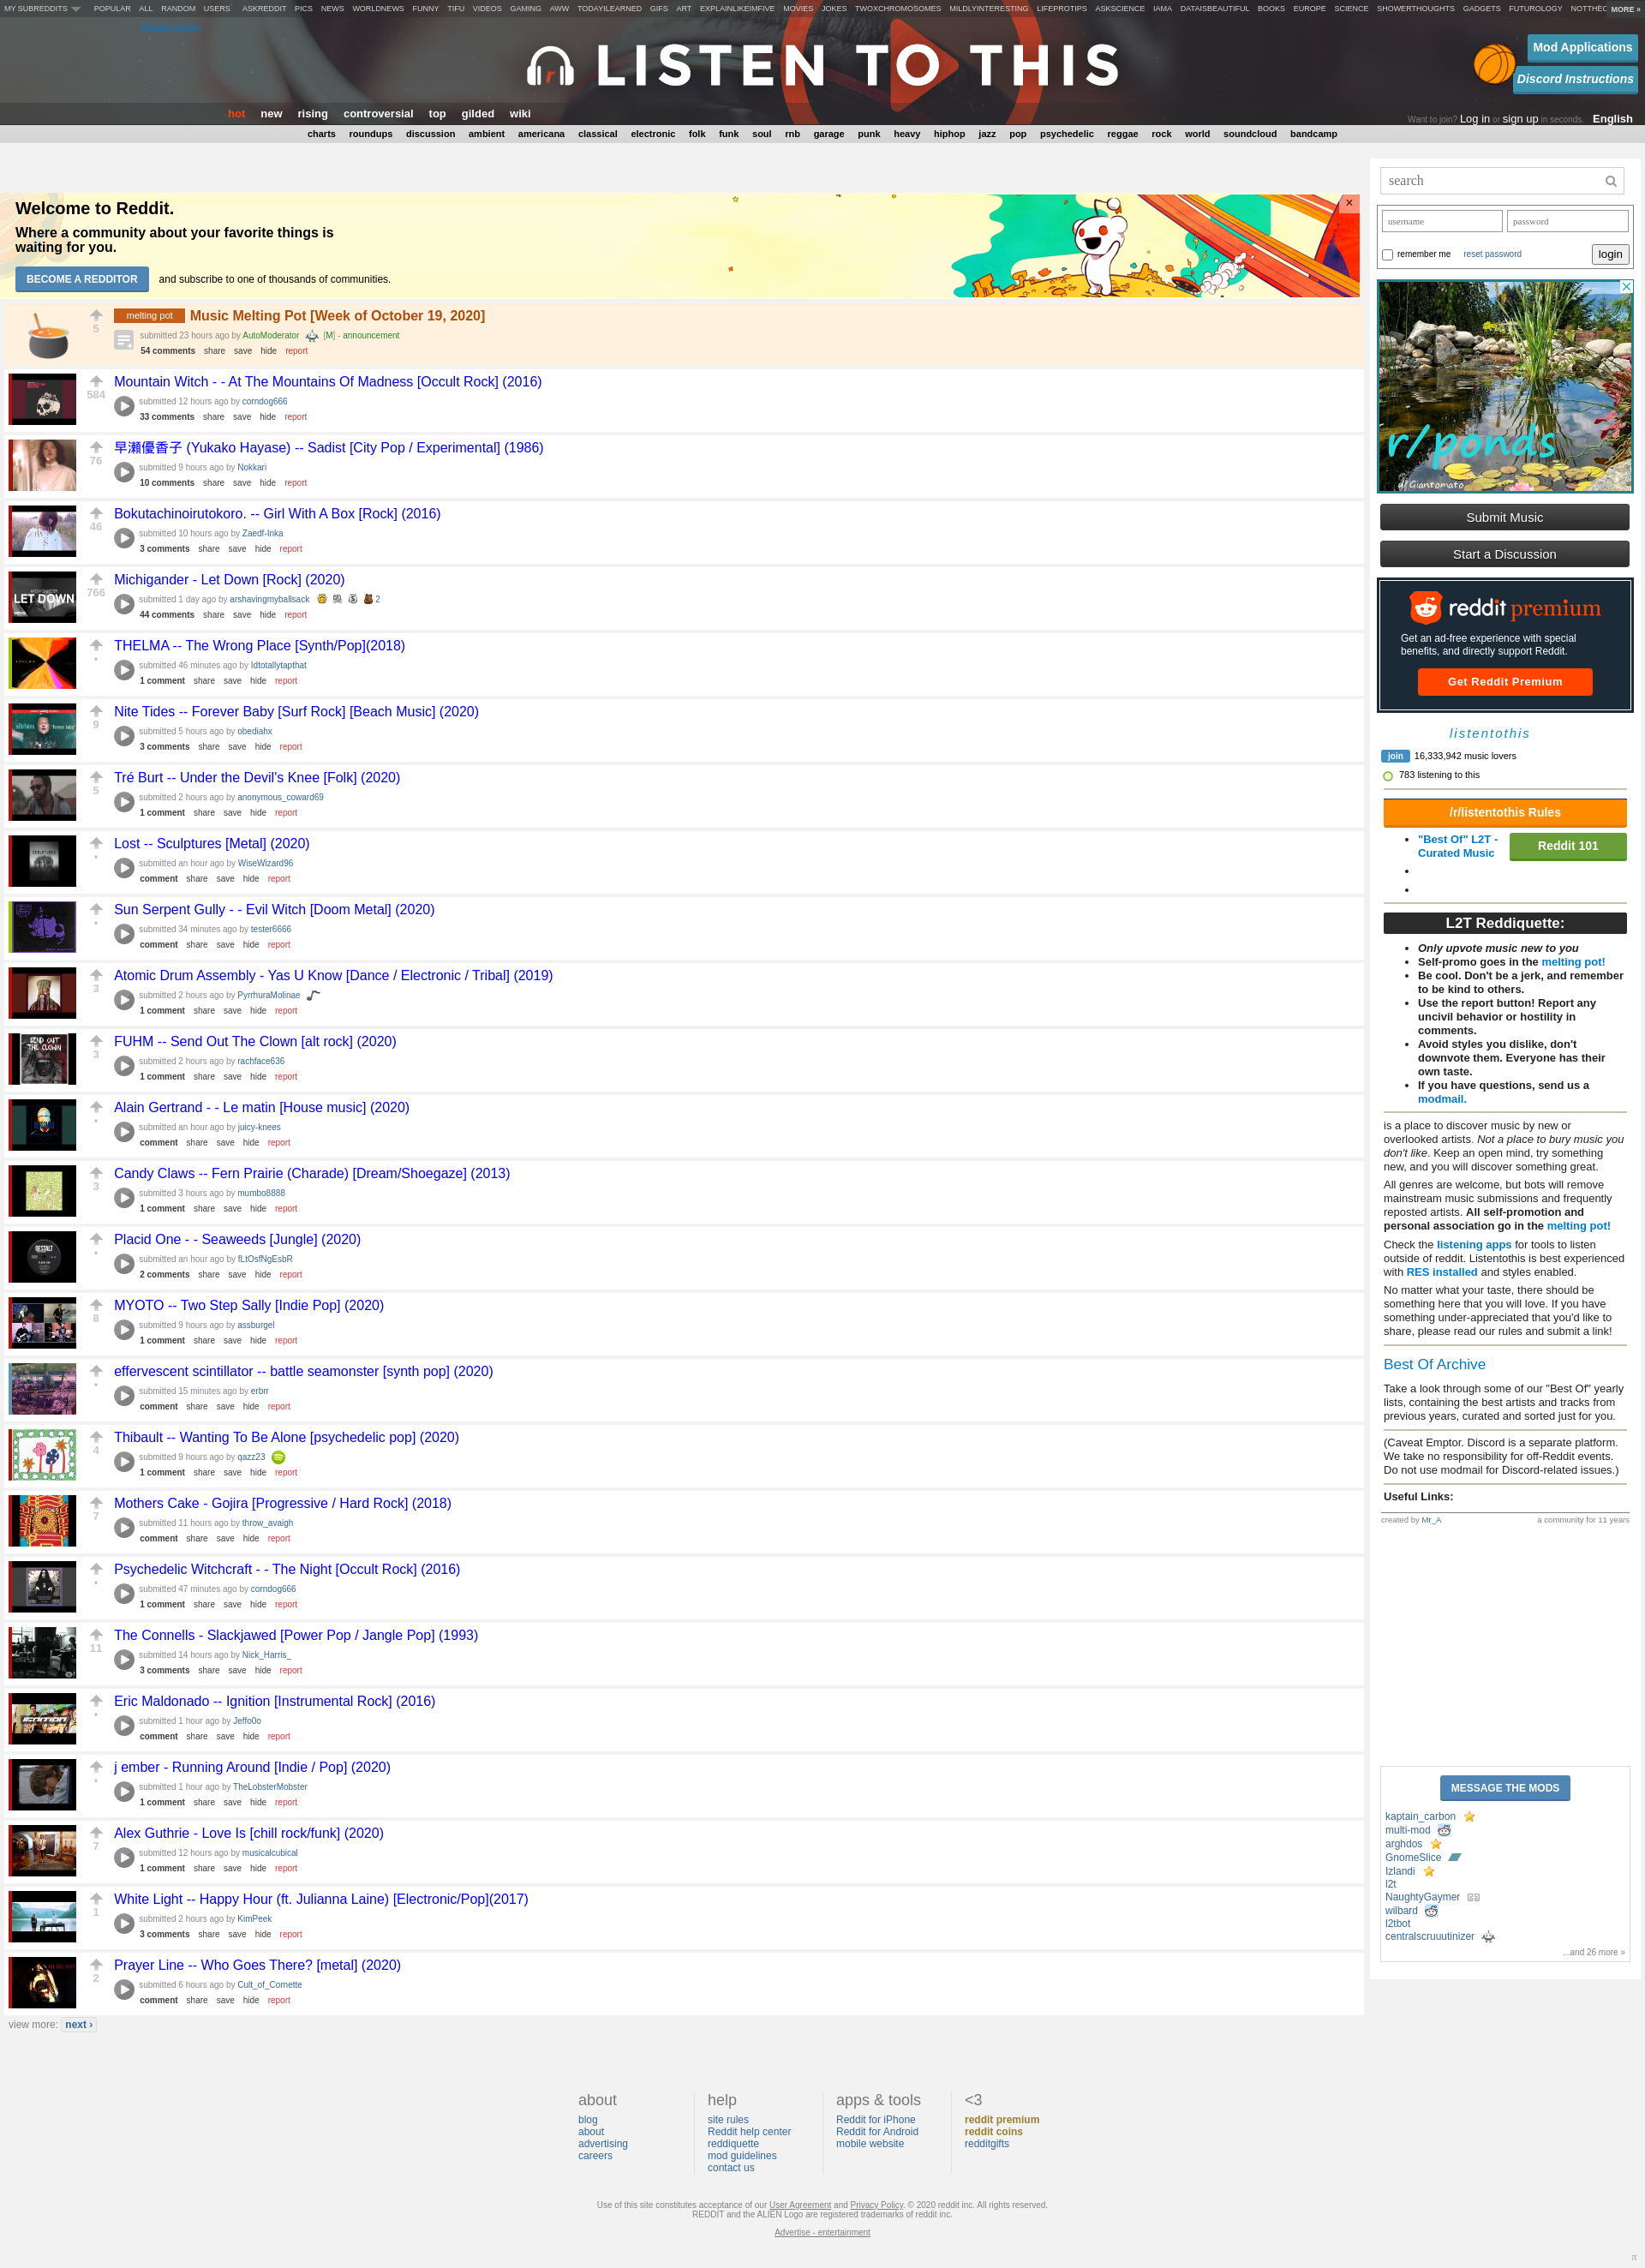 MY SUBREDDITS POPULAR ALL RANDOM USERS ASKREDDIT PICS NEWS WORLDNEWS FUNNY TIFU VIDEOS GAMING AWW TODAYILEARNED GIFS ART EXPLAINLIKEIMFIVE MOVIES JOKES TWOXCHROMOSOMES MILDLYINTERESTING LIFEPROTIPS ASKSCIENCE IAMA DATAISBEAUTIFUL BOOKS EUROPE SCIENCE SHOWERTHOUGHTS GADGETS FUTUROLOGY NOTTHEO MORE »
LISTEN TO THIS
Mod Applications
Discord Instructions
hot new rising controversial top gilded wiki
Want to join? Log in or sign up in seconds. English
charts roundups discussion ambient americana classical electronic folk funk soul rnb garage punk heavy hiphop jazz pop psychedelic reggae rock world soundcloud bandcamp
Welcome to Reddit.
Where a community about your favorite things is
waiting for you.
BECOME A REDDITOR and subscribe to one of thousands of communities.
×
5
melting pot Music Melting Pot [Week of October 19, 2020]
submitted 23 hours ago by AutoModerator [M] - announcement
54 comments share save hide report
584
Mountain Witch - - At The Mountains Of Madness [Occult Rock] (2016)
submitted 12 hours ago by corndog666
33 comments share save hide report
76
早瀬優香子 (Yukako Hayase) -- Sadist [City Pop / Experimental] (1986)
submitted 9 hours ago by Nokkari
10 comments share save hide report
46
Bokutachinoirutokoro. -- Girl With A Box [Rock] (2016)
submitted 10 hours ago by Zaedf-Inka
3 comments share save hide report
LET DOWN
766
Michigander - Let Down [Rock] (2020)
submitted 1 day ago by arshavingmyballsack 2
44 comments share save hide report
•
THELMA -- The Wrong Place [Synth/Pop](2018)
submitted 46 minutes ago by Idtotallytapthat
1 comment share save hide report
9
Nite Tides -- Forever Baby [Surf Rock] [Beach Music] (2020)
submitted 5 hours ago by obediahx
3 comments share save hide report
5
Tré Burt -- Under the Devil's Knee [Folk] (2020)
submitted 2 hours ago by anonymous_coward69
1 comment share save hide report
•
Lost -- Sculptures [Metal] (2020)
submitted an hour ago by WiseWizard96
comment share save hide report
•
Sun Serpent Gully - - Evil Witch [Doom Metal] (2020)
submitted 34 minutes ago by tester6666
comment share save hide report
3
Atomic Drum Assembly - Yas U Know [Dance / Electronic / Tribal] (2019)
submitted 2 hours ago by PyrrhuraMolinae
1 comment share save hide report
SEND OUT
THE CLOWN
3
FUHM -- Send Out The Clown [alt rock] (2020)
submitted 2 hours ago by rachface636
1 comment share save hide report
•
Alain Gertrand - - Le matin [House music] (2020)
submitted an hour ago by juicy-knees
comment share save hide report
3
Candy Claws -- Fern Prairie (Charade) [Dream/Shoegaze] (2013)
submitted 3 hours ago by mumbo8888
1 comment share save hide report
•
Placid One - - Seaweeds [Jungle] (2020)
submitted an hour ago by fLtOsfNgEsbR
2 comments share save hide report
8
MYOTO -- Two Step Sally [Indie Pop] (2020)
submitted 9 hours ago by assburgel
1 comment share save hide report
•
effervescent scintillator -- battle seamonster [synth pop] (2020)
submitted 15 minutes ago by erbrr
comment share save hide report
4
Thibault -- Wanting To Be Alone [psychedelic pop] (2020)
submitted 9 hours ago by qazz23
1 comment share save hide report
7
Mothers Cake - Gojira [Progressive / Hard Rock] (2018)
submitted 11 hours ago by throw_avaigh
comment share save hide report
•
Psychedelic Witchcraft - - The Night [Occult Rock] (2016)
submitted 47 minutes ago by corndog666
1 comment share save hide report
11
The Connells - Slackjawed [Power Pop / Jangle Pop] (1993)
submitted 14 hours ago by Nick_Harris_
3 comments share save hide report
IGNITION
•
Eric Maldonado -- Ignition [Instrumental Rock] (2016)
submitted 1 hour ago by Jeffo0o
comment share save hide report
•
j ember - Running Around [Indie / Pop] (2020)
submitted 1 hour ago by TheLobsterMobster
1 comment share save hide report
7
Alex Guthrie - Love Is [chill rock/funk] (2020)
submitted 12 hours ago by musicalcubical
1 comment share save hide report
1
White Light -- Happy Hour (ft. Julianna Laine) [Electronic/Pop](2017)
submitted 2 hours ago by KimPeek
3 comments share save hide report
2
Prayer Line -- Who Goes There? [metal] (2020)
submitted 6 hours ago by Cult_of_Cornette
comment share save hide report
view more: next ›
search
username password
remember me reset password login
r/ponds
u/Giantomato
Submit Music
Start a Discussion
reddit premium
Get an ad-free experience with special
benefits, and directly support Reddit.
Get Reddit Premium
listentothis
join 16,333,942 music lovers
783 listening to this
/r/listentothis Rules
"Best Of" L2T -
Curated Music
Reddit 101
L2T Reddiquette:
• Only upvote music new to you
• Self-promo goes in the melting pot!
• Be cool. Don't be a jerk, and remember
to be kind to others.
• Use the report button! Report any
uncivil behavior or hostility in
comments.
• Avoid styles you dislike, don't
downvote them. Everyone has their
own taste.
• If you have questions, send us a
modmail.
is a place to discover music by new or
overlooked artists. Not a place to bury music you
don't like. Keep an open mind, try something
new, and you will discover something great.
All genres are welcome, but bots will remove
mainstream music submissions and frequently
reposted artists. All self-promotion and
personal association go in the melting pot!
Check the listening apps for tools to listen
outside of reddit. Listentothis is best experienced
with RES installed and styles enabled.
No matter what your taste, there should be
something here that you will love. If you have
something under-appreciated that you'd like to
share, please read our rules and submit a link!
Best Of Archive
Take a look through some of our "Best Of" yearly
lists, containing the best artists and tracks from
previous years, curated and sorted just for you.
(Caveat Emptor. Discord is a separate platform.
We take no responsibility for off-Reddit events.
Do not use modmail for Discord-related issues.)
Useful Links:
created by Mr_A a community for 11 years
MESSAGE THE MODS
kaptain_carbon
multi-mod
arghdos
GnomeSlice
Izlandi
l2t
NaughtyGaymer
wilbard
l2tbot
centralscruuutinizer
...and 26 more »
about
blog
about
advertising
careers
help
site rules
Reddit help center
reddiquette
mod guidelines
contact us
apps & tools
Reddit for iPhone
Reddit for Android
mobile website
<3
reddit premium
reddit coins
redditgifts
Use of this site constitutes acceptance of our User Agreement and Privacy Policy. © 2020 reddit inc. All rights reserved.
REDDIT and the ALIEN Logo are registered trademarks of reddit inc.
Advertise - entertainment
π